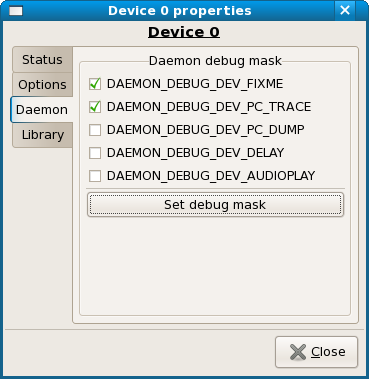 Device 0 properties
Device 0
Status
Options
Daemon
Library
Daemon debug mask
DAEMON_DEBUG_DEV_FIXME
DAEMON_DEBUG_DEV_PC_TRACE
DAEMON_DEBUG_DEV_PC_DUMP
DAEMON_DEBUG_DEV_DELAY
DAEMON_DEBUG_DEV_AUDIOPLAY
Set debug mask
Close